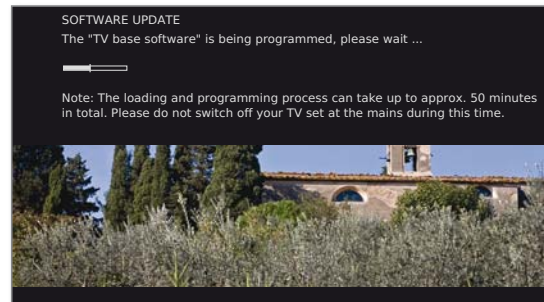 SOFTWARE UPDATE
The "TV base software" is being programmed, please wait ...
Note: The loading and programming process can take up to approx. 50 minutes
in total. Please do not switch off your TV set at the mains during this time.